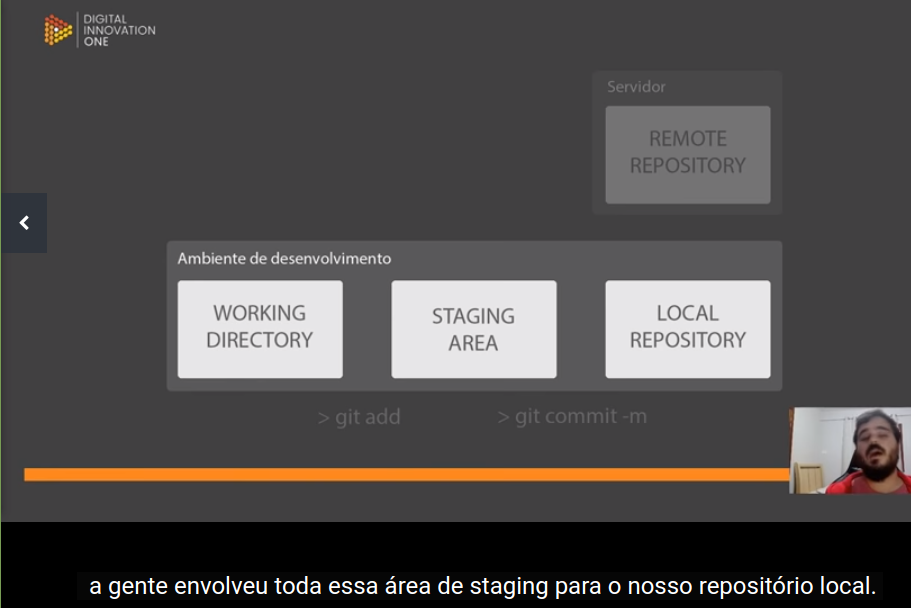 DIGITAL
INNOVATION
ONE
Servidor
REMOTE
REPOSITORY
Ambiente de desenvolvimento
WORKING
DIRECTORY
STAGING
AREA
LOCAL
REPOSITORY
> git add
> git commit -m
a gente envolveu toda essa área de staging para o nosso repositório local.